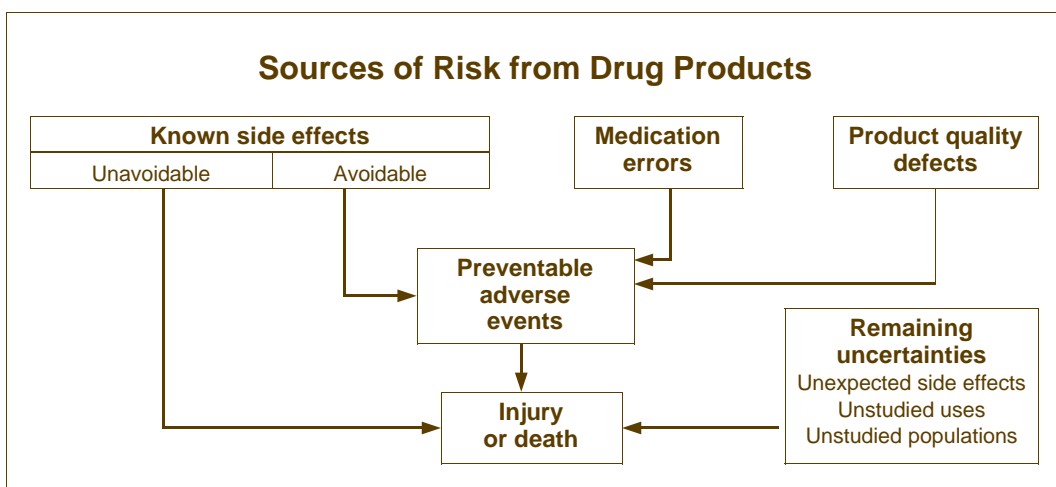 Sources of Risk from Drug Products
Known side effects
Unavoidable
Avoidable
Medication
errors
Product quality
defects
Preventable
adverse
events
Remaining
uncertainties
Unexpected side effects
Unstudied uses
Unstudied populations
Injury
or death